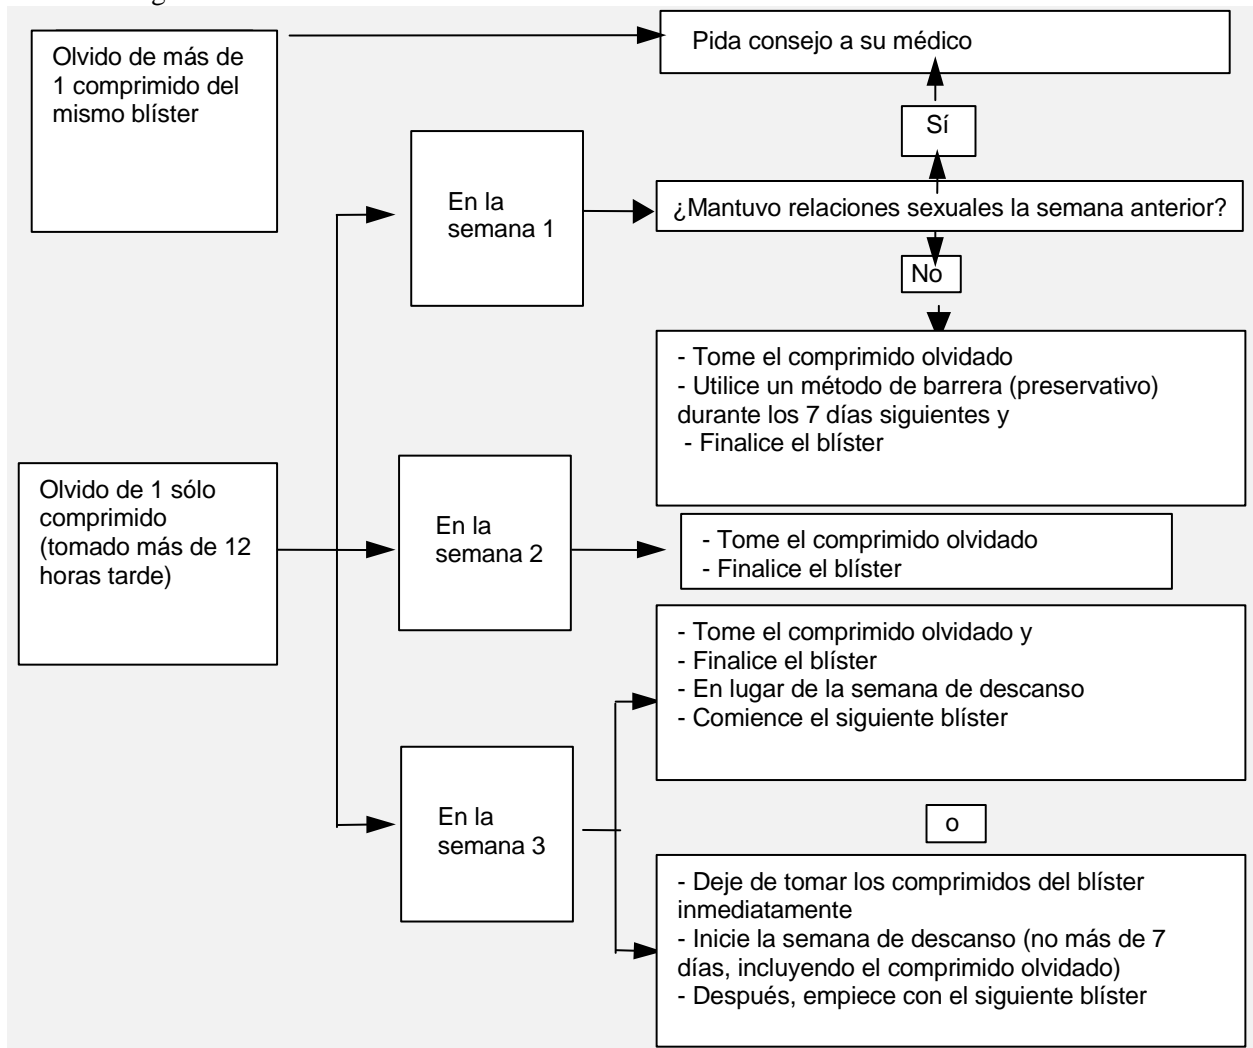 Olvido de más de
1 comprimido del
mismo blíster
Pida consejo a su médico
Sí
En la
semana 1
¿Mantuvo relaciones sexuales la semana anterior?
No
- Tome el comprimido olvidado
- Utilice un método de barrera (preservativo)
durante los 7 días siguientes y
- Finalice el blíster
Olvido de 1 sólo
comprimido
(tomado más de 12
horas tarde)
En la
semana 2
- Tome el comprimido olvidado
- Finalice el blíster
- Tome el comprimido olvidado y
- Finalice el blíster
- En lugar de la semana de descanso
- Comience el siguiente blíster
En la
semana 3
o
- Deje de tomar los comprimidos del blíster
inmediatamente
- Inicie la semana de descanso (no más de 7
días, incluyendo el comprimido olvidado)
- Después, empiece con el siguiente blíster